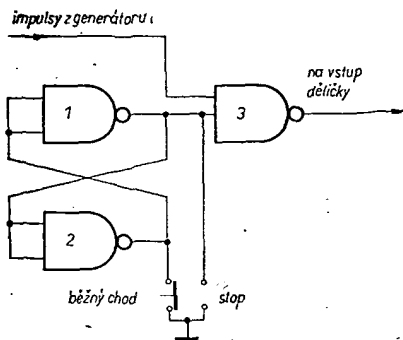 impulsy z generátoru
1
3
na vstup
děličky
2
běžný chod
stop